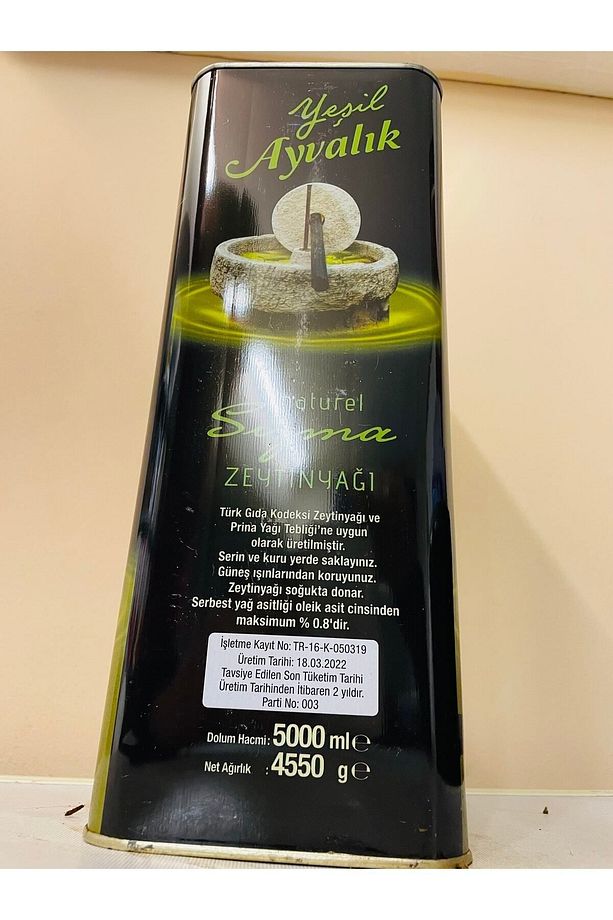 Yeşil
Ayvalık
naturel
Sızma
ZEYTİNYAĞI
Türk Gıda Kodeksi Zeytinyağı ve
Prina Yağı Tebliği'ne uygun
olarak üretilmiştir.
Serin ve kuru yerde saklayınız.
Güneş ışınlarından koruyunuz.
Zeytinyağı soğukta donar.
Serbest yağ asitliği oleik asit cinsinden
maksimum % 0.8'dir.
İşletme Kayıt No: TR-16-K-050319
Üretim Tarihi: 18.03.2022
Tavsiye Edilen Son Tüketim Tarihi
Üretim Tarihinden İtibaren 2 yıldır.
Parti No: 003
Dolum Hacmi: 5000 ml ℮
Net Ağırlık : 4550 g ℮